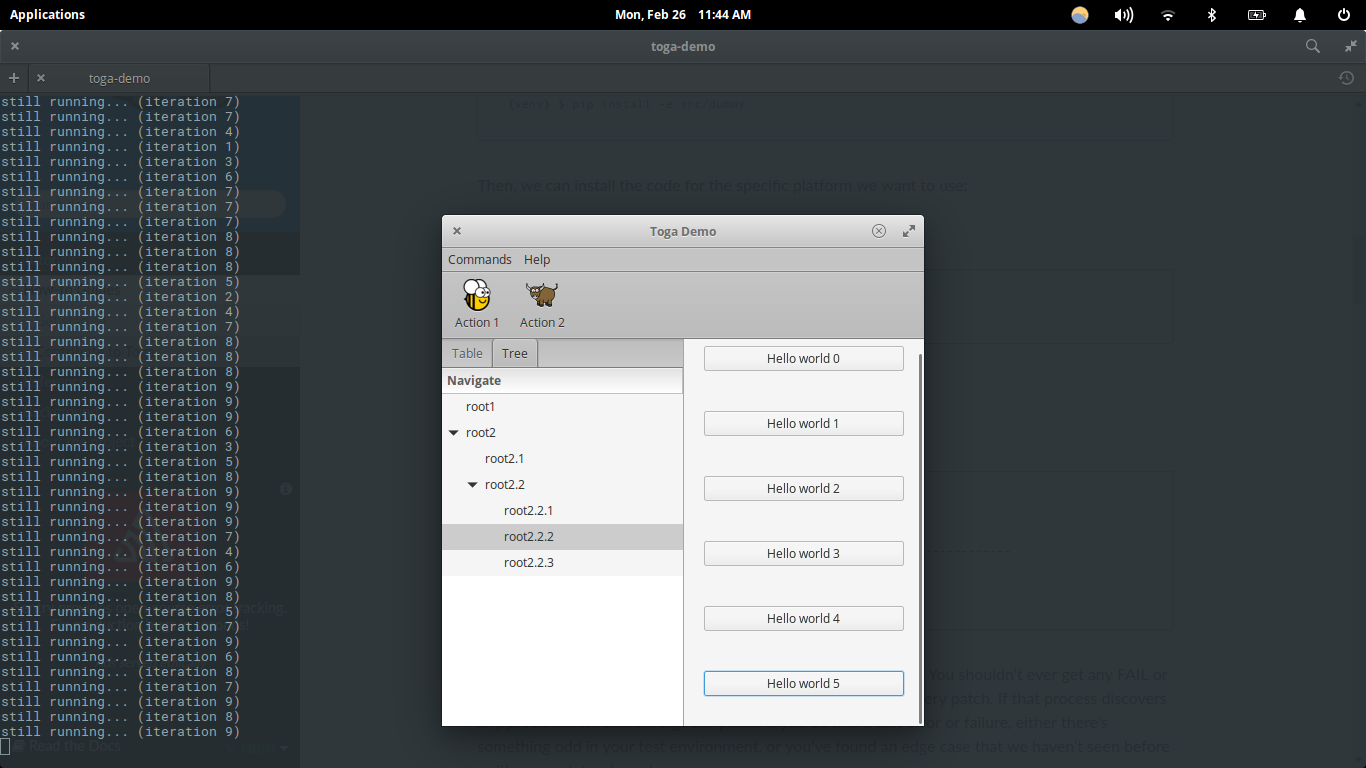 Applications
Mon, Feb 26 11:44 AM
toga-demo
toga-demo
still running... (iteration 7)
still running... (iteration 7)
still running... (iteration 4)
still running... (iteration 1)
still running... (iteration 3)
still running... (iteration 6)
still running... (iteration 7)
still running... (iteration 7)
still running... (iteration 7)
still running... (iteration 8)
still running... (iteration 8)
still running... (iteration 8)
still running... (iteration 5)
still running... (iteration 2)
still running... (iteration 4)
still running... (iteration 7)
still running... (iteration 8)
still running... (iteration 8)
still running... (iteration 8)
still running... (iteration 9)
still running... (iteration 9)
still running... (iteration 9)
still running... (iteration 6)
still running... (iteration 3)
still running... (iteration 5)
still running... (iteration 8)
still running... (iteration 9)
still running... (iteration 9)
still running... (iteration 9)
still running... (iteration 7)
still running... (iteration 4)
still running... (iteration 6)
still running... (iteration 9)
still running... (iteration 8)
still running... (iteration 5)
still running... (iteration 7)
still running... (iteration 9)
still running... (iteration 6)
still running... (iteration 8)
still running... (iteration 7)
still running... (iteration 9)
still running... (iteration 8)
still running... (iteration 9)
Read the Docs
(venv) $ pip install -e
Then, we can install the code for the specific platform we want to use:
Toga Demo
Commands Help
Action 1 Action 2
Table Tree
Navigate
root1
root2
root2.1
root2.2
root2.2.1
root2.2.2
root2.2.3
Hello world 0
Hello world 1
Hello world 2
Hello world 3
Hello world 4
Hello world 5
You shouldn't ever get any FAIL or
patch. If that process discovers
or failure, either there's
something odd in your test environment, or you've found an edge case that we haven't seen before